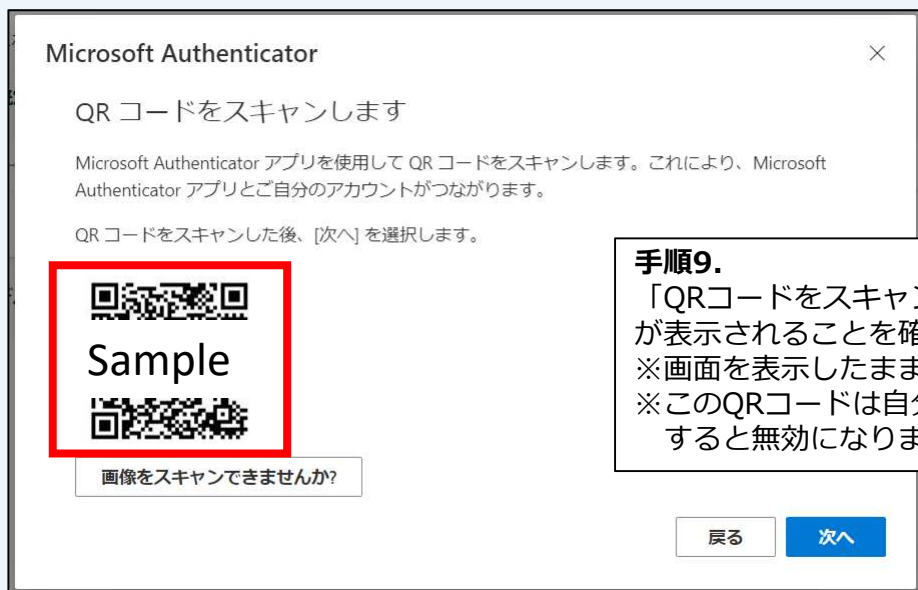 Microsoft Authenticator
QR コードをスキャンします
Microsoft Authenticator アプリを使用して QR コードをスキャンします。これにより、Microsoft
Authenticator アプリとご自分のアカウントがつながります。
QR コードをスキャンした後、[次へ] を選択します。
Sample
画像をスキャンできませんか?
手順9.
「QRコードをスキャン
が表示されることを確
※画面を表示したまま
※このQRコードは自分
すると無効になりま
戻る
次へ